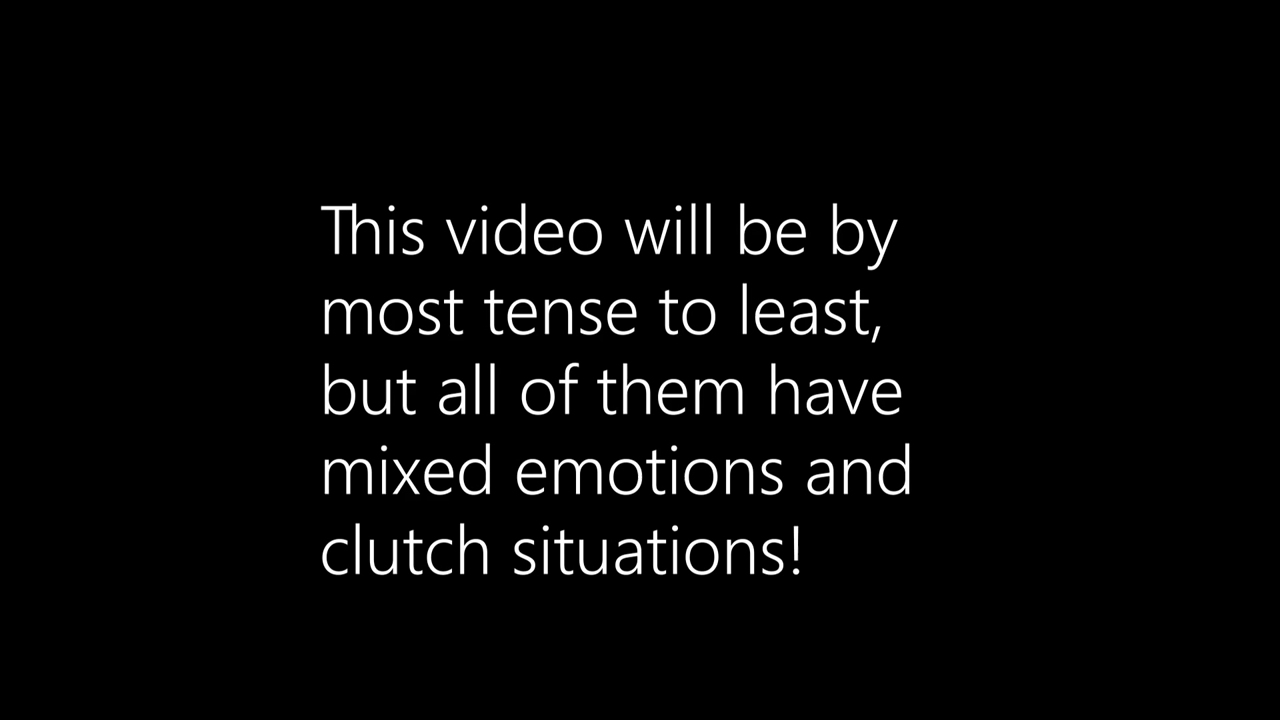 This video will be by
most tense to least,
but all of them have
mixed emotions and
clutch situations!